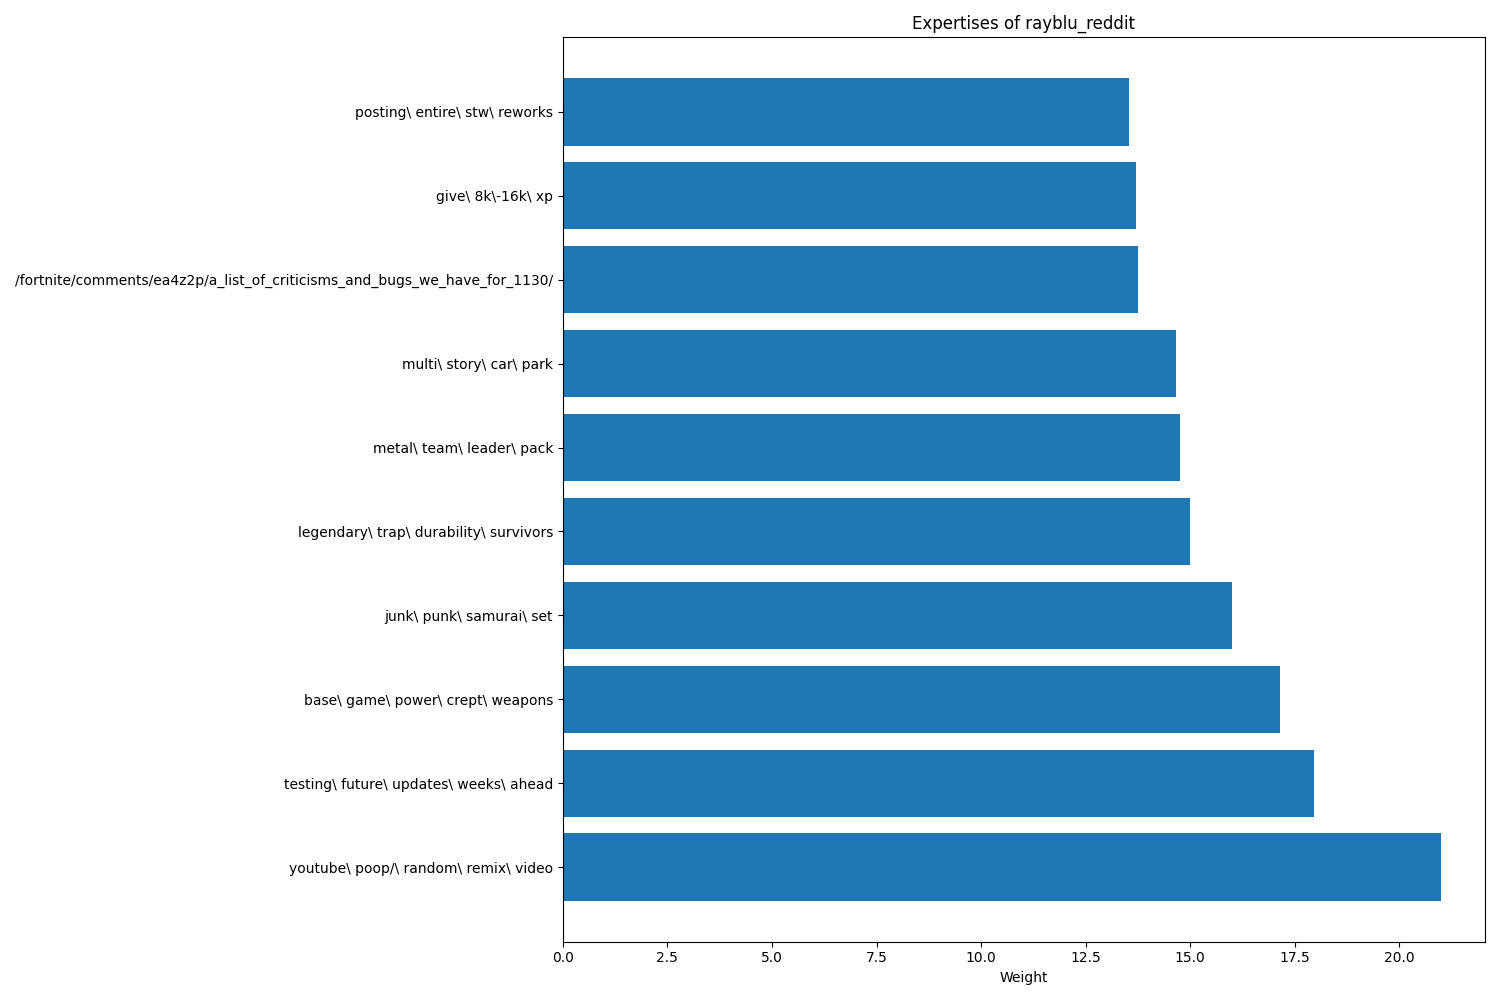 Expertises of rayblu_reddit
posting\ entire\ stw\ reworks
give\ 8k\-16k\ xp
/fortnite/comments/ea4z2p/a_list_of_criticisms_and_bugs_we_have_for_1130/
multi\ story\ car\ park
metal\ team\ leader\ pack
legendary\ trap\ durability\ survivors
junk\ punk\ samurai\ set
base\ game\ power\ crept\ weapons
testing\ future\ updates\ weeks\ ahead
youtube\ poop/\ random\ remix\ video
0.0 2.5 5.0 7.5 10.0 12.5 15.0 17.5 20.0
Weight